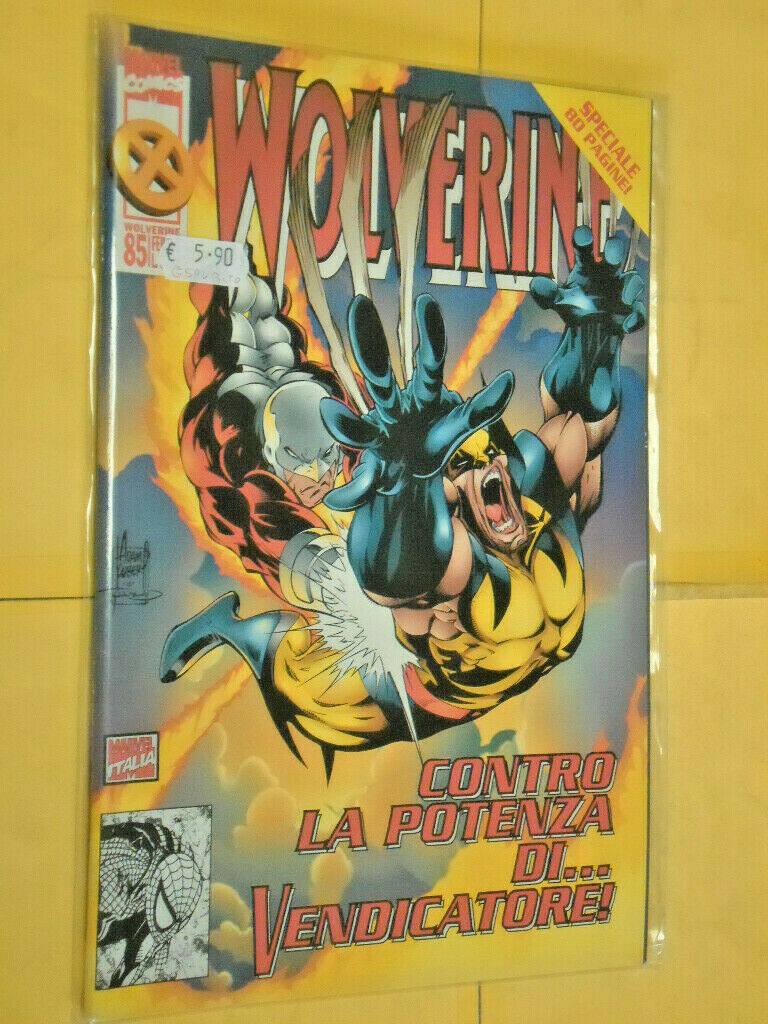 MARVEL
COMICS
WOLVERINE
SPECIALE
80 PAGINE!
WOLVERINE
85
€ 5.90
MARVEL
ITALIA
CONTRO
LA POTENZA
DI...
VENDICATORE!